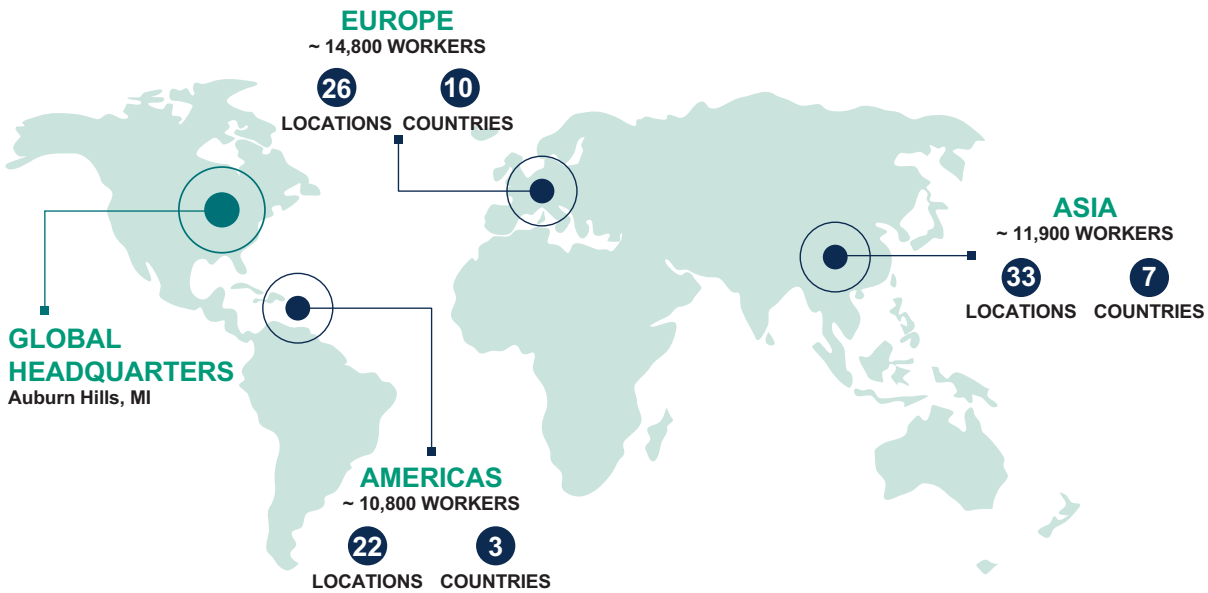 EUROPE
~ 14,800 WORKERS
26 10
LOCATIONS COUNTRIES
ASIA
~ 11,900 WORKERS
33 7
LOCATIONS COUNTRIES
GLOBAL
HEADQUARTERS
Auburn Hills, MI
AMERICAS
~ 10,800 WORKERS
22 3
LOCATIONS COUNTRIES